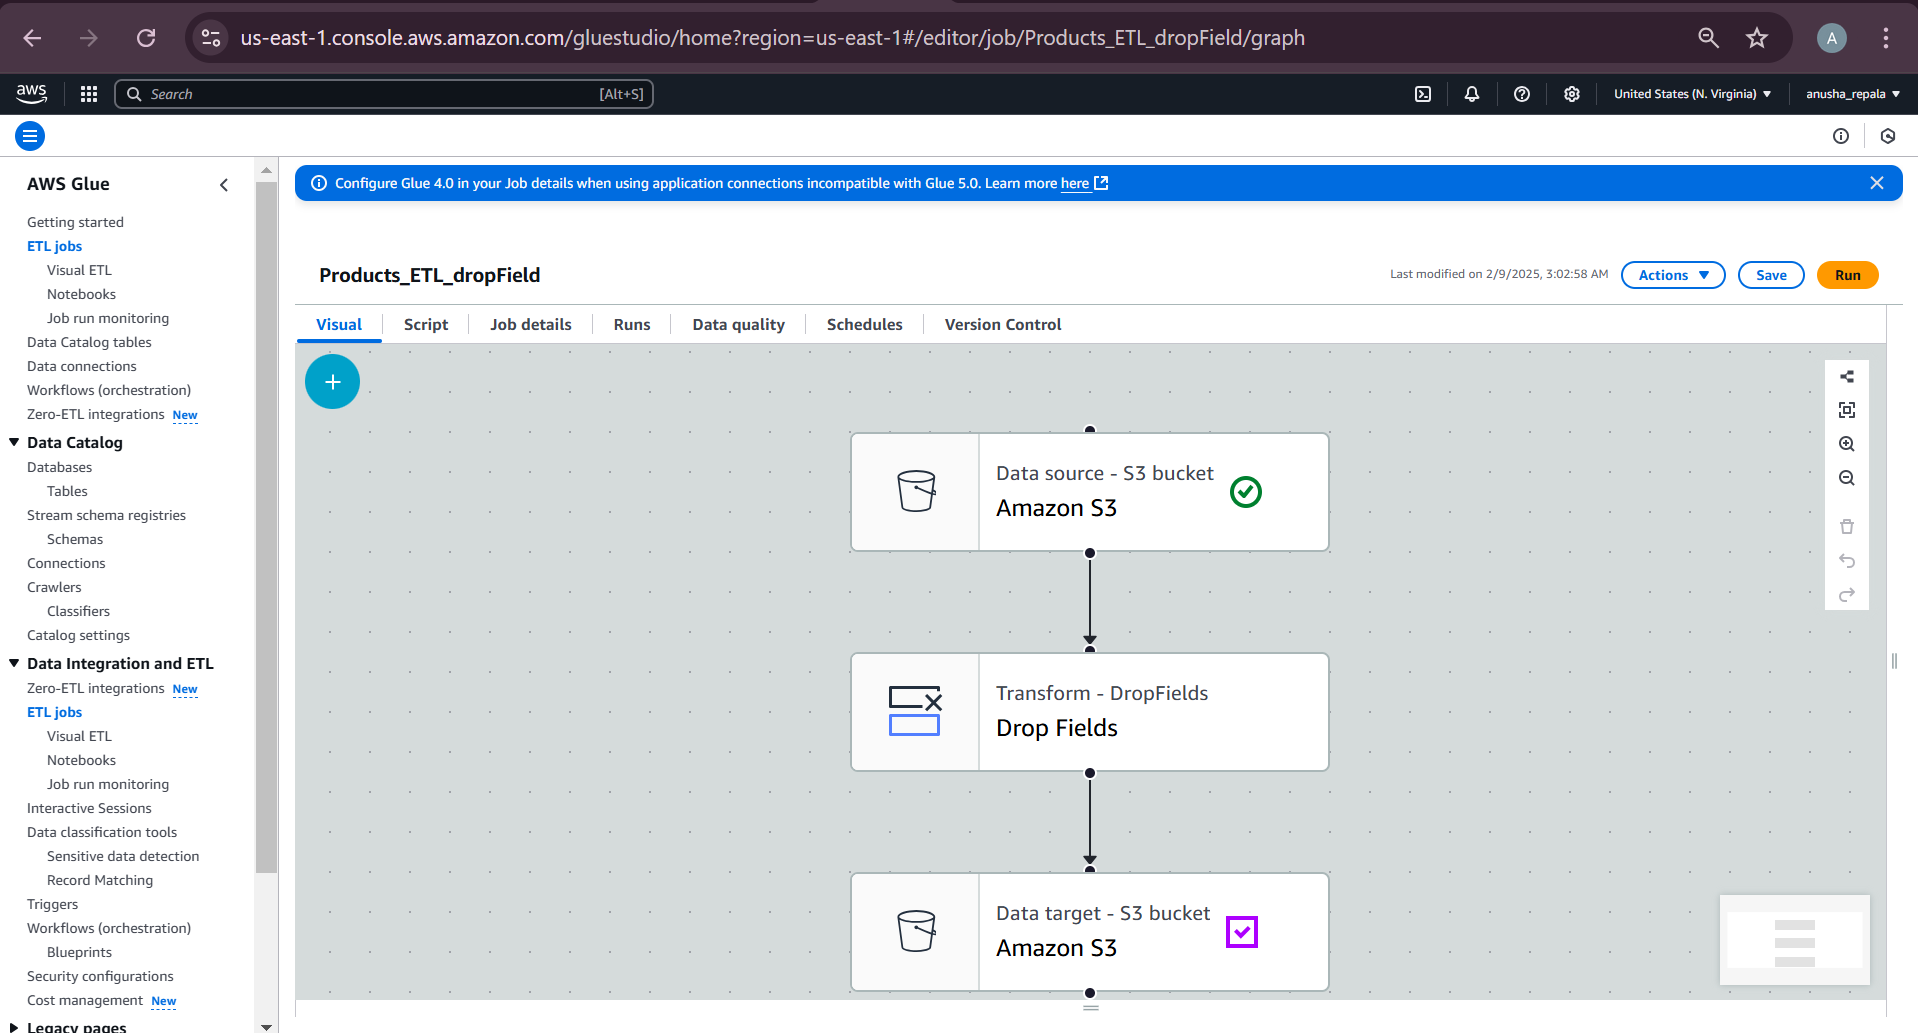 us-east-1.console.aws.amazon.com/gluestudio/home?region=us-east-1#/editor/job/Products_ETL_dropField/graph
A
aws
Search
[Alt+S]
United States (N. Virginia)
anusha_repala
AWS Glue
Getting started
ETL jobs
Visual ETL
Notebooks
Job run monitoring
Data Catalog tables
Data connections
Workflows (orchestration)
Zero-ETL integrations New
Data Catalog
Databases
Tables
Stream schema registries
Schemas
Connections
Crawlers
Classifiers
Catalog settings
Data Integration and ETL
Zero-ETL integrations New
ETL jobs
Visual ETL
Notebooks
Job run monitoring
Interactive Sessions
Data classification tools
Sensitive data detection
Record Matching
Triggers
Workflows (orchestration)
Blueprints
Security configurations
Cost management New
Legacy pages
Configure Glue 4.0 in your Job details when using application connections incompatible with Glue 5.0. Learn more here
Products_ETL_dropField
Last modified on 2/9/2025, 3:02:58 AM
Actions
Save
Run
Visual
Script
Job details
Runs
Data quality
Schedules
Version Control
Data source - S3 bucket
Amazon S3
Transform - DropFields
Drop Fields
Data target - S3 bucket
Amazon S3